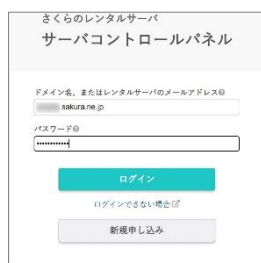 さくらのレンタルサーバ
サーバコントロールパネル
ドメイン名、またはレンタルサーバのメールアドレス
.sakura.ne.jp
パスワード
••••••••••••
ログイン
ログインできない場合
新規申し込み